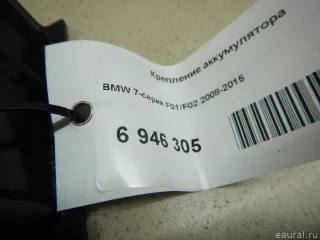 Крепление аккумулятора
BMW 7-серия F01/F02 2008-2015
6 946 305
eaural.ru